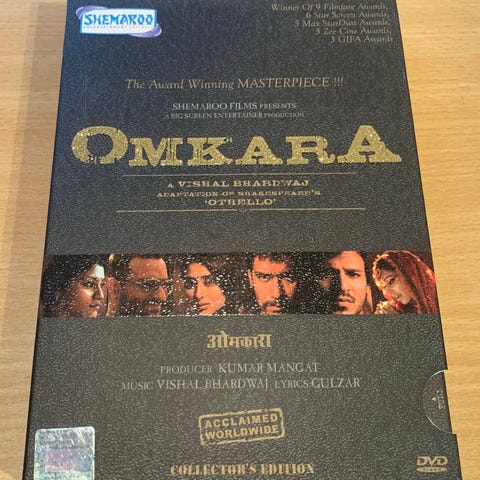 SHEMAROO
Winner Of 9 Filmfare Awards,
6 Star Screen Awards,
5 Max StarDust Awards,
5 Zee Cine Awards,
3 GIFA Awards
The Award Winning MASTERPIECE !!!
SHEMAROO FILMS PRESENTS
A BIG SCREEN ENTERTAINER PRODUCTION
OMKARA
A VISHAL BHARDWAJ
ADAPTATION OF SHAKESPEARE'S
'OTHELLO'
ओमकारा
PRODUCER KUMAR MANGAT
MUSIC VISHAL BHARDWAJ LYRICS GULZAR
ACCLAIMED
WORLDWIDE
COLLECTOR'S EDITION
DVD
VIDEO